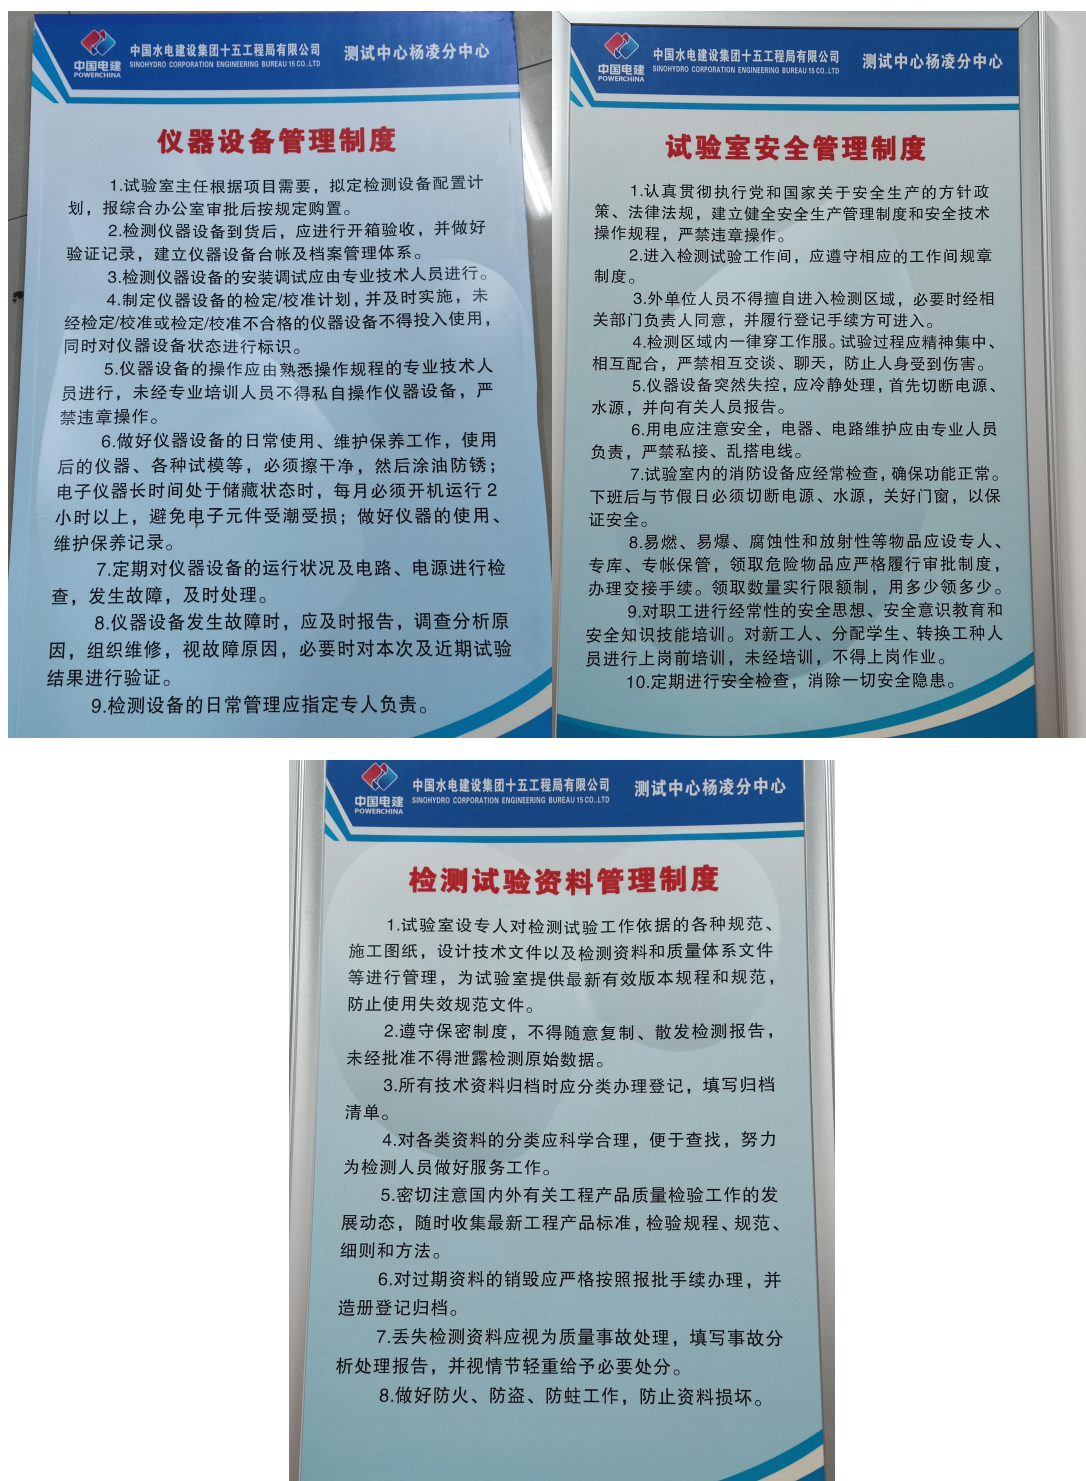 中国电建
POWERCHINA
中国水电建设集团十五工程局有限公司
SINOHYDRO CORPORATION ENGINEERING BUREAU 15 CO.,LTD
测试中心杨凌分中心
仪器设备管理制度
1.试验室主任根据项目需要，拟定检测设备配置计
划，报综合办公室审批后按规定购置。
2.检测仪器设备到货后，应进行开箱验收，并做好
验证记录，建立仪器设备台帐及档案管理体系。
3.检测仪器设备的安装调试应由专业技术人员进行。
4.制定仪器设备的检定/校准计划，并及时实施，未
经检定/校准或检定/校准不合格的仪器设备不得投入使用，
同时对仪器设备状态进行标识。
5.仪器设备的操作应由熟悉操作规程的专业技术人
员进行，未经专业培训人员不得私自操作仪器设备，严
禁违章操作。
6.做好仪器设备的日常使用、维护保养工作，使用
后的仪器、各种试模等，必须擦干净，然后涂油防锈；
电子仪器长时间处于储藏状态时，每月必须开机运行2
小时以上，避免电子元件受潮受损；做好仪器的使用、
维护保养记录。
7.定期对仪器设备的运行状况及电路、电源进行检
查，发生故障，及时处理。
8.仪器设备发生故障时，应及时报告，调查分析原
因，组织维修，视故障原因，必要时对本次及近期试验
结果进行验证。
9.检测设备的日常管理应指定专人负责。
中国电建
POWERCHINA
中国水电建设集团十五工程局有限公司
SINOHYDRO CORPORATION ENGINEERING BUREAU 15 CO.,LTD
测试中心杨凌分中心
试验室安全管理制度
1.认真贯彻执行党和国家关于安全生产的方针政
策、法律法规，建立健全安全生产管理制度和安全技术
操作规程，严禁违章操作。
2.进入检测试验工作间，应遵守相应的工作间规章
制度。
3.外单位人员不得擅自进入检测区域，必要时经相
关部门负责人同意，并履行登记手续方可进入。
4.检测区域内一律穿工作服。试验过程应精神集中、
相互配合，严禁相互交谈、聊天，防止人身受到伤害。
5.仪器设备突然失控，应冷静处理，首先切断电源、
水源，并向有关人员报告。
6.用电应注意安全，电器、电路维护应由专业人员
负责，严禁私接、乱搭电线。
7.试验室内的消防设备应经常检查，确保功能正常。
下班后与节假日必须切断电源、水源，关好门窗，以保
证安全。
8.易燃、易爆、腐蚀性和放射性等物品应设专人、
专库、专帐保管，领取危险物品应严格履行审批制度，
办理交接手续。领取数量实行限额制，用多少领多少。
9.对职工进行经常性的安全思想、安全意识教育和
安全知识技能培训。对新工人、分配学生、转换工种人
员进行上岗前培训，未经培训，不得上岗作业。
10.定期进行安全检查，消除一切安全隐患。
中国电建
POWERCHINA
中国水电建设集团十五工程局有限公司
SINOHYDRO CORPORATION ENGINEERING BUREAU 15 CO.,LTD
测试中心杨凌分中心
检测试验资料管理制度
1.试验室设专人对检测试验工作依据的各种规范、
施工图纸，设计技术文件以及检测资料和质量体系文件
等进行管理，为试验室提供最新有效版本规程和规范，
防止使用失效规范文件。
2.遵守保密制度，不得随意复制、散发检测报告，
未经批准不得泄露检测原始数据。
3.所有技术资料归档时应分类办理登记，填写归档
清单。
4.对各类资料的分类应科学合理，便于查找，努力
为检测人员做好服务工作。
5.密切注意国内外有关工程产品质量检验工作的发
展动态，随时收集最新工程产品标准，检验规程、规范、
细则和方法。
6.对过期资料的销毁应严格按照报批手续办理，并
造册登记归档。
7.丢失检测资料应视为质量事故处理，填写事故分
析处理报告，并视情节轻重给予必要处分。
8.做好防火、防盗、防蛀工作，防止资料损坏。